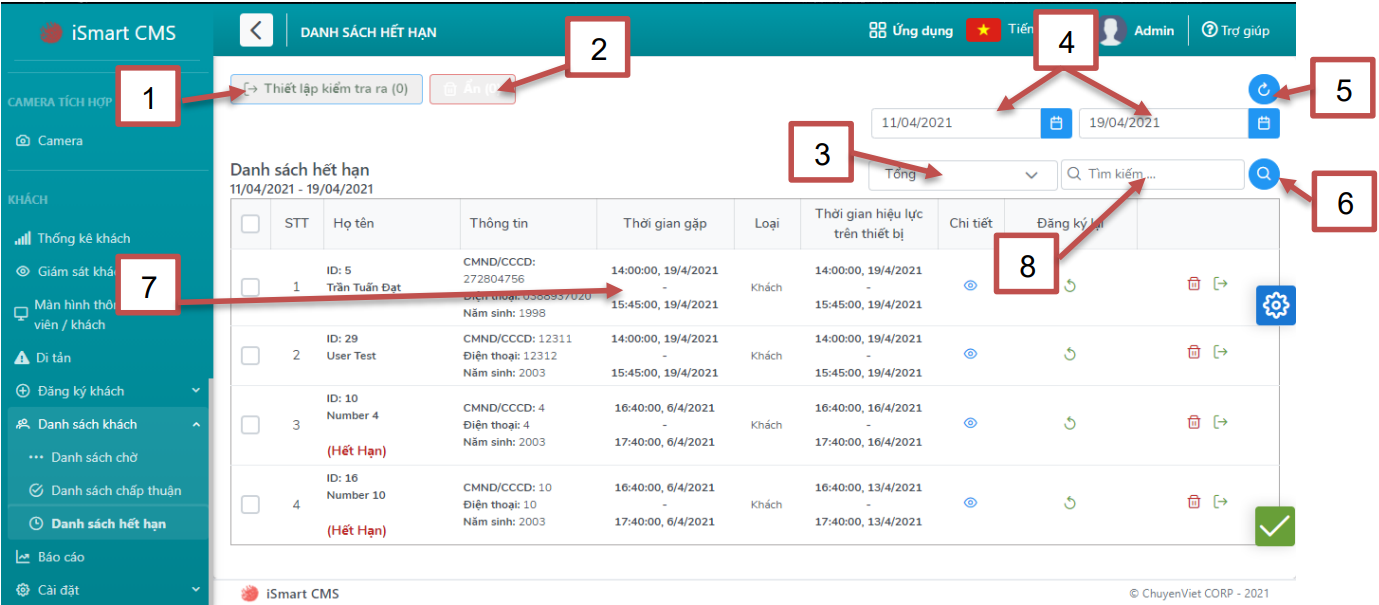 iSmart CMS
DANH SÁCH HẾT HẠN
Ứng dụng
Admin
Trợ giúp
1
2
4
5
Thiết lập kiểm tra ra (0)
Ẩn (0
CAMERA TÍCH HỢP
Camera
11/04/2021
19/04/2021
3
Danh sách hết hạn
11/04/2021 - 19/04/2021
Tổng
Tìm kiếm ...
6
KHÁCH
Thống kê khách
Giám sát
Màn hình
viên / khách
Di tản
Đăng ký khách
Danh sách khách
Danh sách chờ
Danh sách chấp thuận
Danh sách hết hạn
Báo cáo
Cài đặt
7
8
STT Họ tên Thông tin Thời gian gặp Loại Thời gian hiệu lực trên thiết bị Chi tiết Đăng ký lại
1
ID: 5
Trần Tuấn Đạt
CMND/CCCD:
272804756
Điện thoại: 0388937020
Năm sinh: 1998
14:00:00, 19/4/2021
-
15:45:00, 19/4/2021
Khách
14:00:00, 19/4/2021
-
15:45:00, 19/4/2021
2
ID: 29
User Test
CMND/CCCD: 12311
Điện thoại: 12312
Năm sinh: 2003
14:00:00, 19/4/2021
-
15:45:00, 19/4/2021
Khách
14:00:00, 19/4/2021
-
15:45:00, 19/4/2021
3
ID: 10
Number 4
(Hết Hạn)
CMND/CCCD: 4
Điện thoại: 4
Năm sinh: 2003
16:40:00, 6/4/2021
-
17:40:00, 6/4/2021
Khách
16:40:00, 16/4/2021
-
17:40:00, 16/4/2021
4
ID: 16
Number 10
(Hết Hạn)
CMND/CCCD: 10
Điện thoại: 10
Năm sinh: 2003
16:40:00, 6/4/2021
-
17:40:00, 6/4/2021
Khách
16:40:00, 13/4/2021
-
17:40:00, 13/4/2021
iSmart CMS
© ChuyenViet CORP - 2021